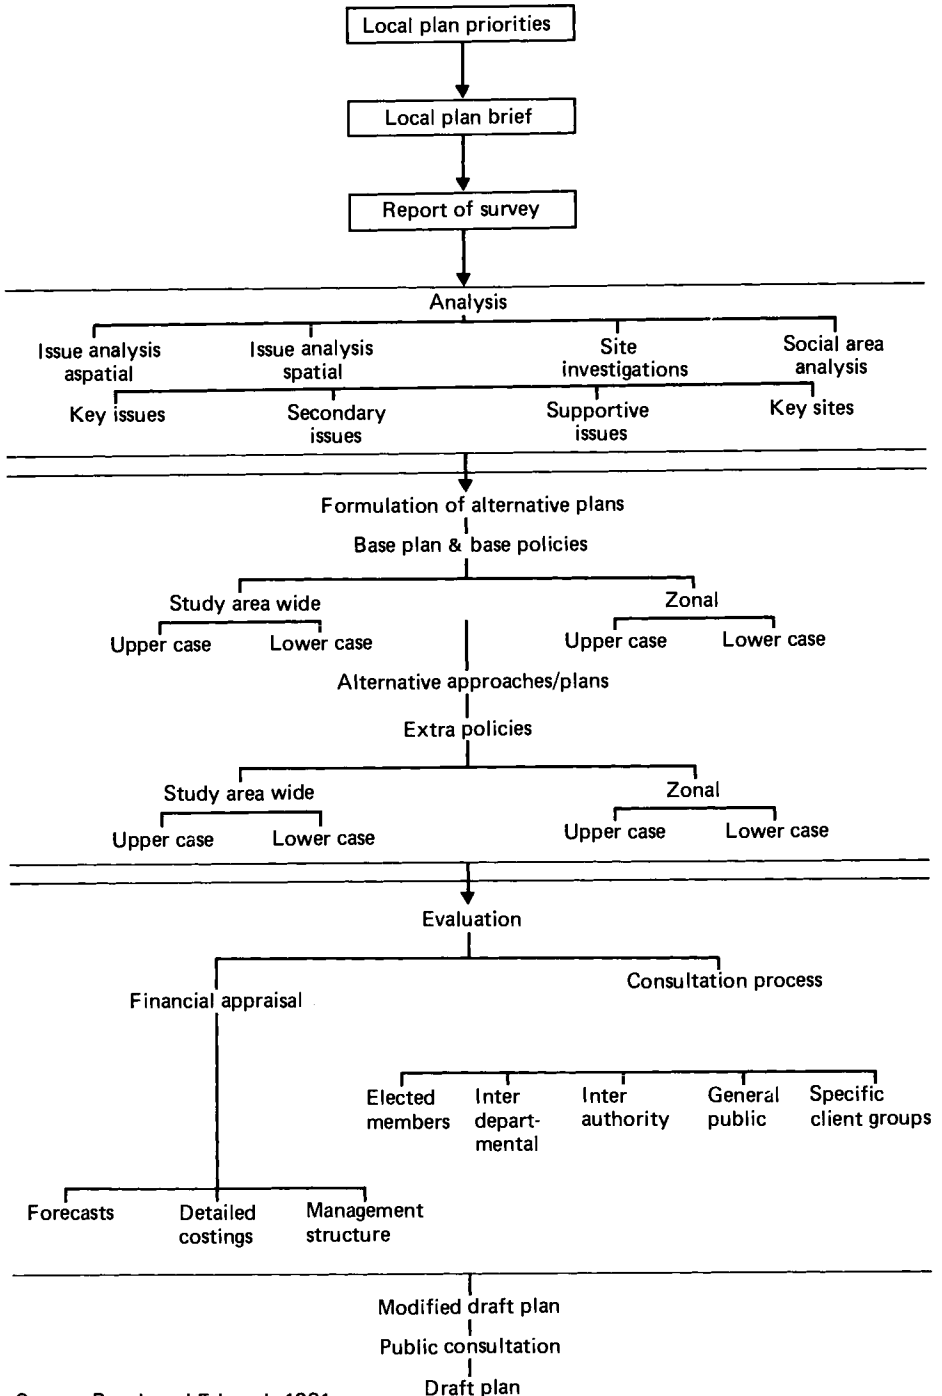 Local plan priorities
Local plan brief
Report of survey
Analysis
Issue analysis
aspatial
Issue analysis
spatial
Site
investigations
Social area
analysis
Key issues
Secondary
issues
Supportive
issues
Key sites
Formulation of alternative plans
Base plan & base policies
Study area wide
Zonal
Upper case
Lower case
Upper case
Lower case
Alternative approaches/plans
Extra policies
Study area wide
Zonal
Upper case
Lower case
Upper case
Lower case
Evaluation
Financial appraisal
Consultation process
Elected
members
Inter
depart-
mental
Inter
authority
General
public
Specific
client groups
Forecasts
Detailed
costings
Management
structure
Modified draft plan
Public consultation
Draft plan